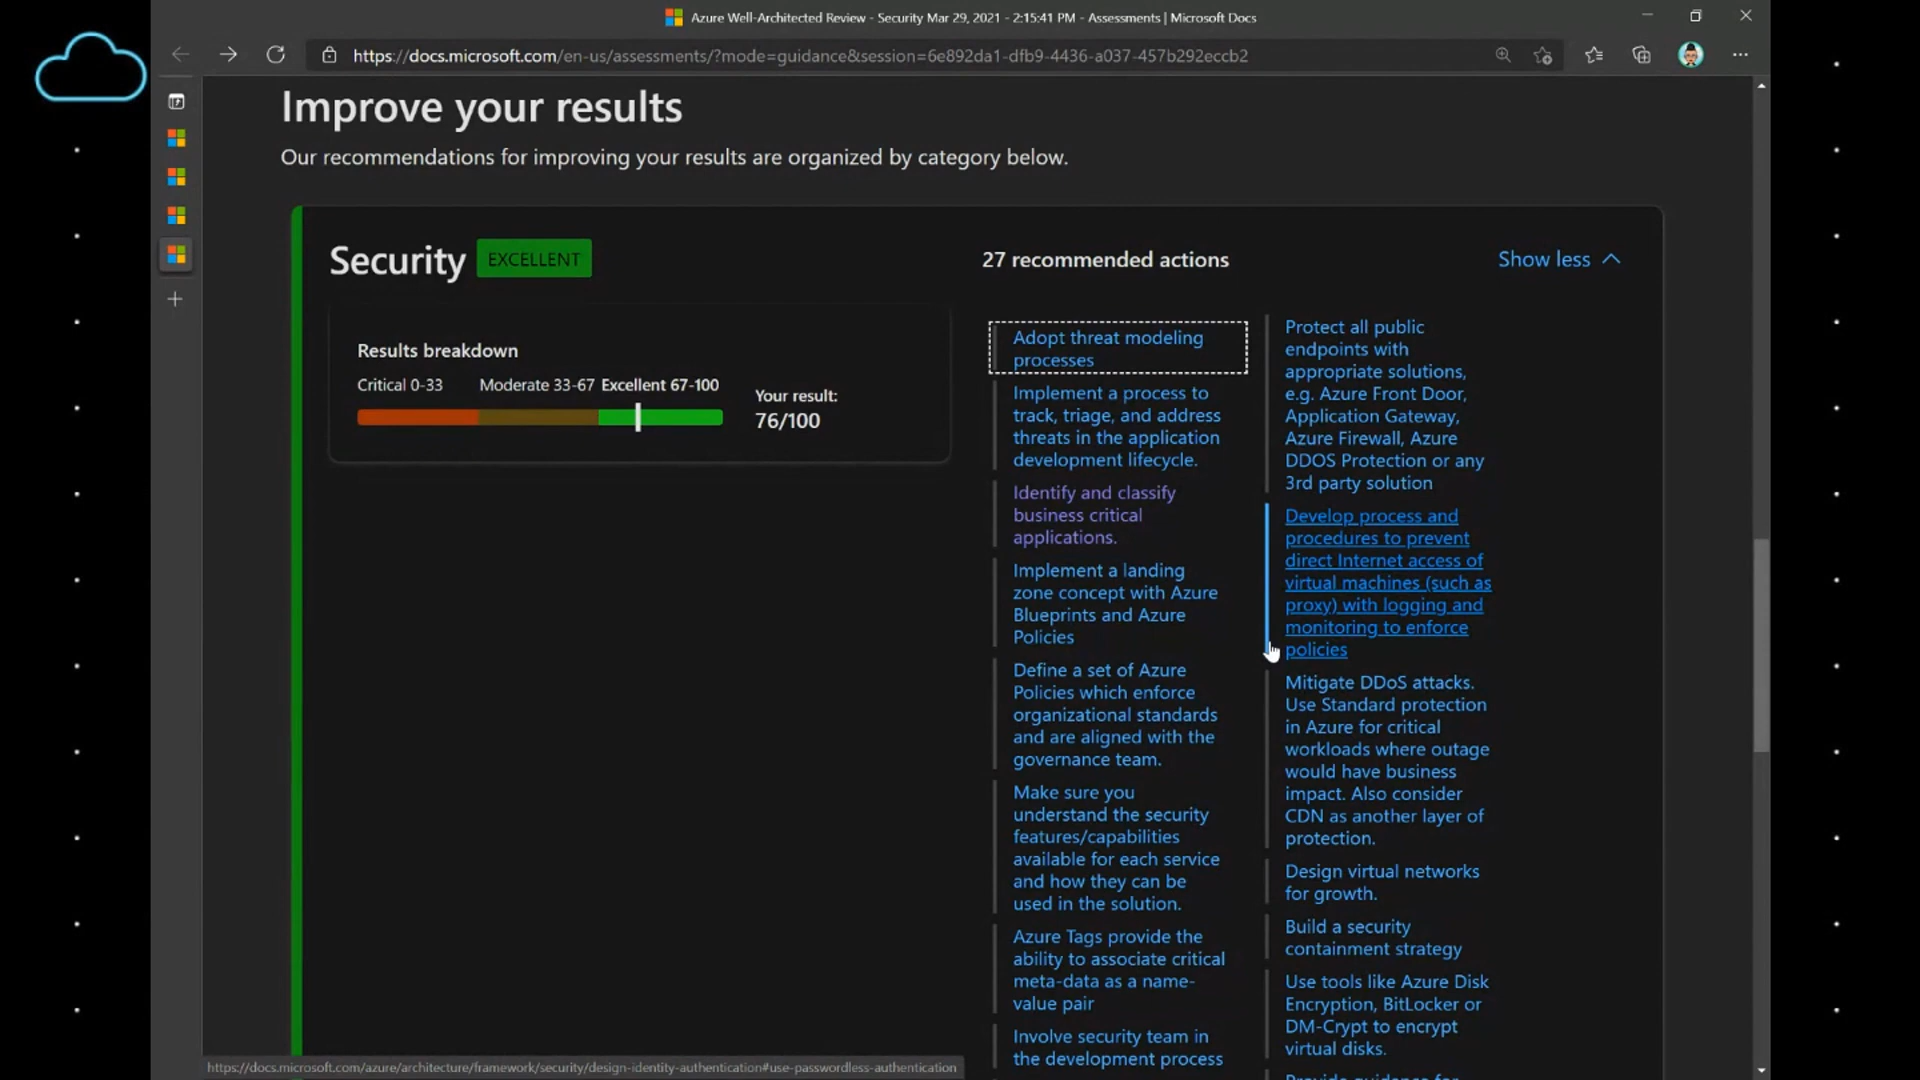 Azure Well-Architected Review - Security Mar 29, 2021 - 2:15:41 PM - Assessments | Microsoft Docs
https://docs.microsoft.com/en-us/assessments/?mode=guidance&session=6e892da1-dfb9-4436-a037-457b292eccb2
Improve your results
Our recommendations for improving your results are organized by category below.
Security EXCELLENT
27 recommended actions
Show less
Results breakdown
Critical 0-33 Moderate 33-67 Excellent 67-100
Your result:
76/100
Adopt threat modeling
processes
Implement a process to
track, triage, and address
threats in the application
development lifecycle.
Identify and classify
business critical
applications.
Implement a landing
zone concept with Azure
Blueprints and Azure
Policies
Define a set of Azure
Policies which enforce
organizational standards
and are aligned with the
governance team.
Make sure you
understand the security
features/capabilities
available for each service
and how they can be
used in the solution.
Azure Tags provide the
ability to associate critical
meta-data as a name-
value pair
Involve security team in
the development process
Protect all public
endpoints with
appropriate solutions,
e.g. Azure Front Door,
Application Gateway,
Azure Firewall, Azure
DDOS Protection or any
3rd party solution
Develop process and
procedures to prevent
direct Internet access of
virtual machines (such as
proxy) with logging and
monitoring to enforce
policies
Mitigate DDoS attacks.
Use Standard protection
in Azure for critical
workloads where outage
would have business
impact. Also consider
CDN as another layer of
protection.
Design virtual networks
for growth.
Build a security
containment strategy
Use tools like Azure Disk
Encryption, BitLocker or
DM-Crypt to encrypt
virtual disks.
Provide guidance for
https://docs.microsoft.com/azure/architecture/framework/security/design-identity-authentication#use-passwordless-authentication